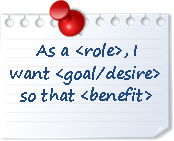 As a <role>, I
want <goal/desire>
so that <benefit>